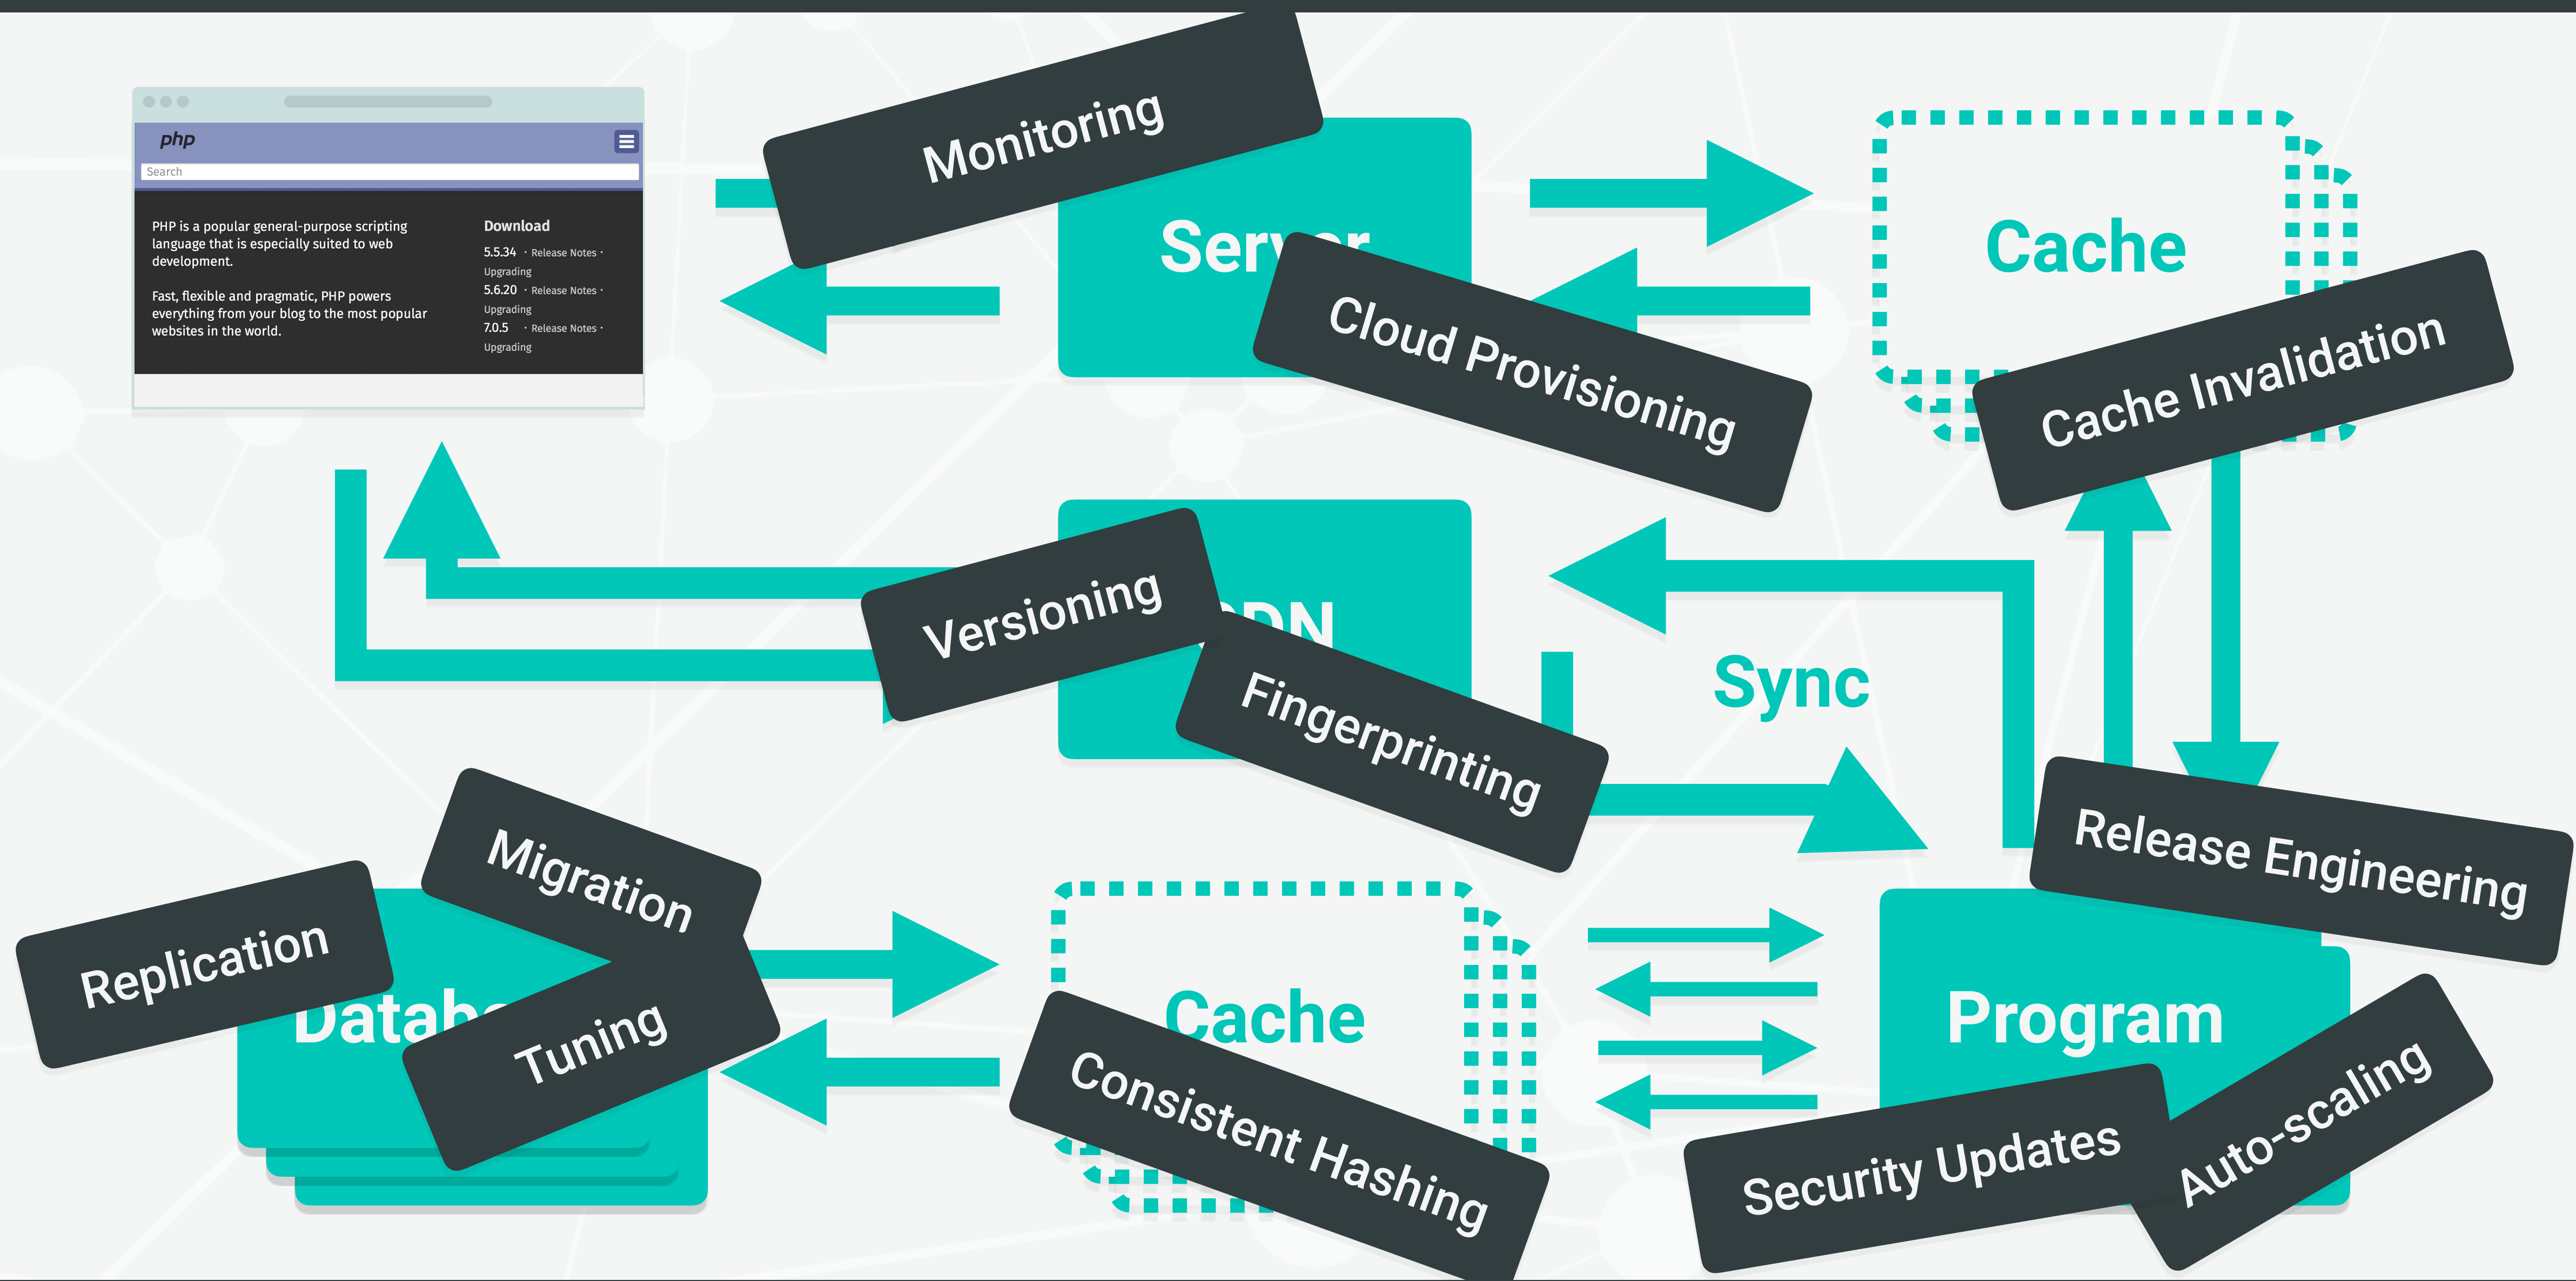 Monitoring
php
Search
PHP is a popular general-purpose scripting
language that is especially suited to web
development.
Fast, flexible and pragmatic, PHP powers
everything from your blog to the most popular
websites in the world.
Download
5.5.34 · Release Notes ·
Upgrading
5.6.20 · Release Notes ·
Upgrading
7.0.5 · Release Notes ·
Upgrading
Server
Cloud Provisioning
Cache
Cache Invalidation
Versioning
DN
Fingerprinting
Sync
Release Engineering
Migration
Replication
Datab
Tuning
Cache
Consistent Hashing
Program
Security Updates
Auto-scaling